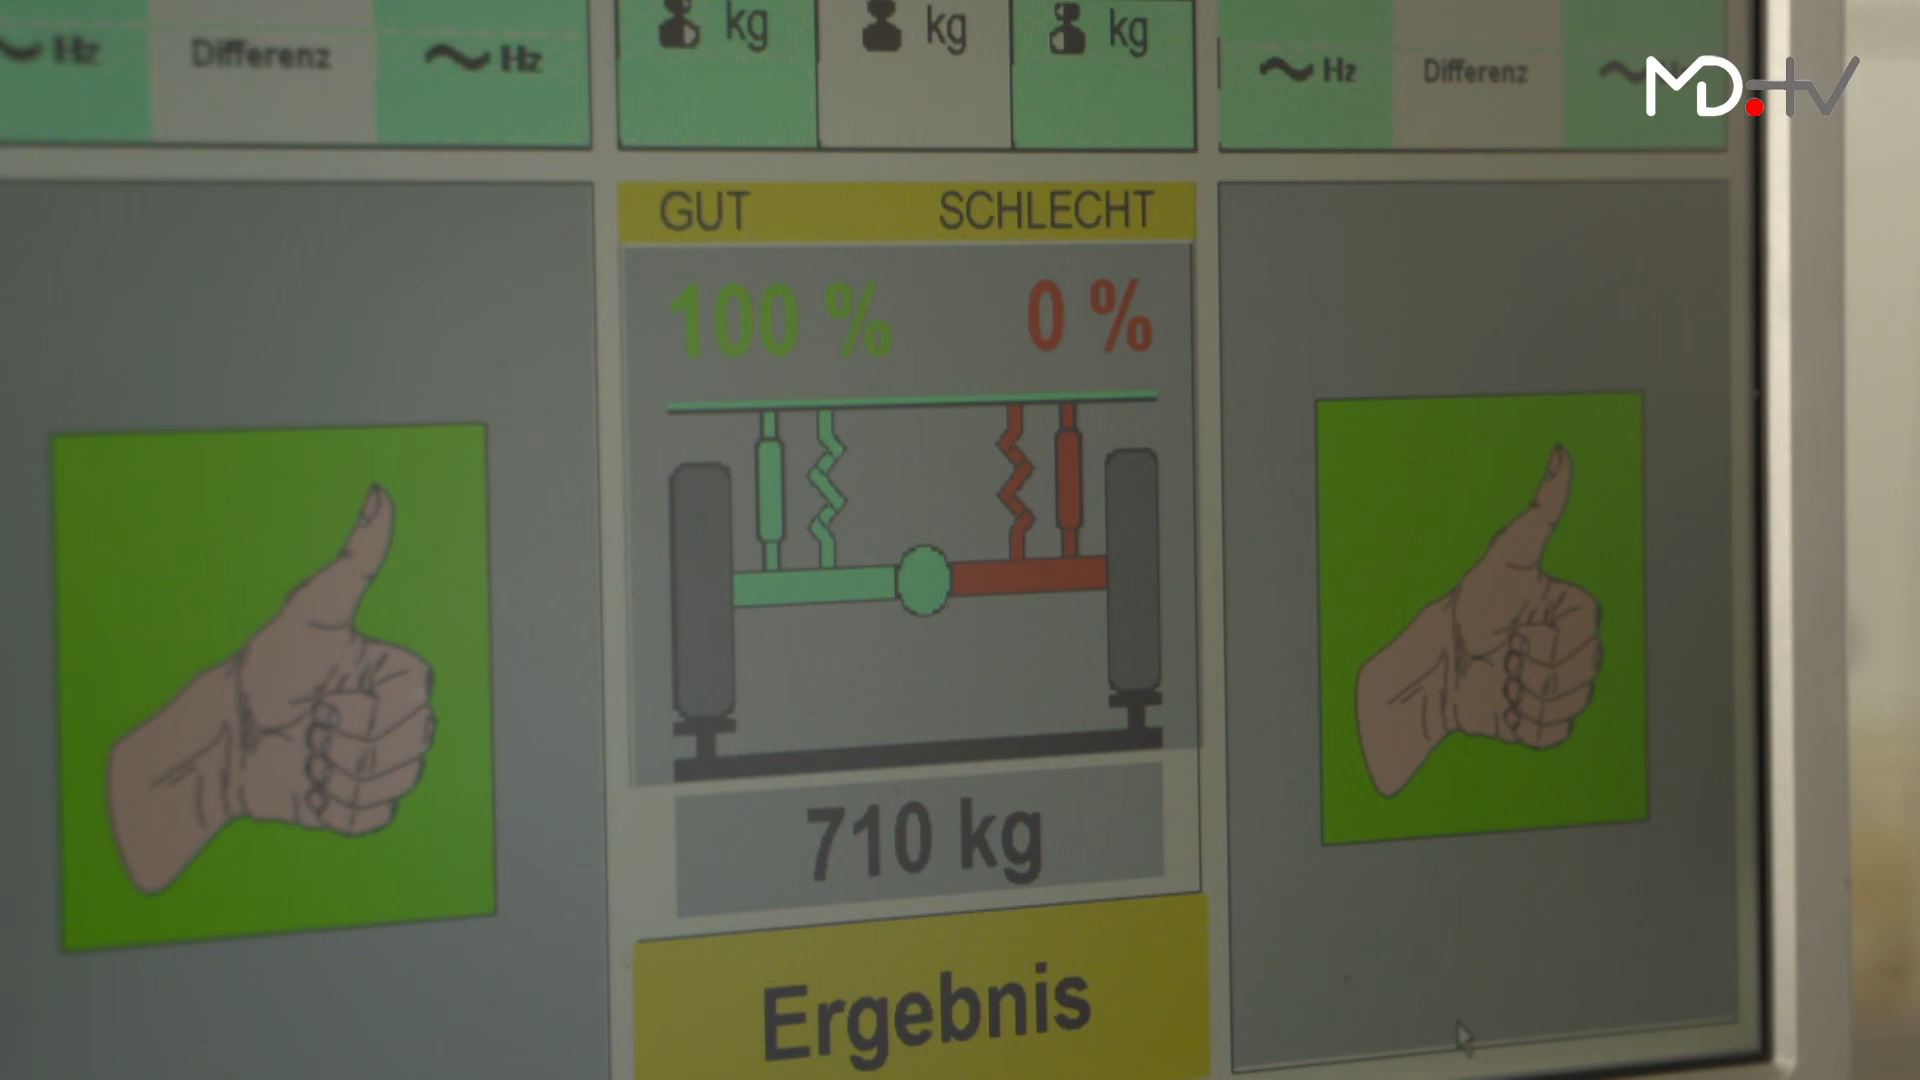 Hz Differenz Hz
kg kg kg
Hz Differenz
MD.tv
GUT SCHLECHT
100 % 0 %
710 kg
Ergebnis